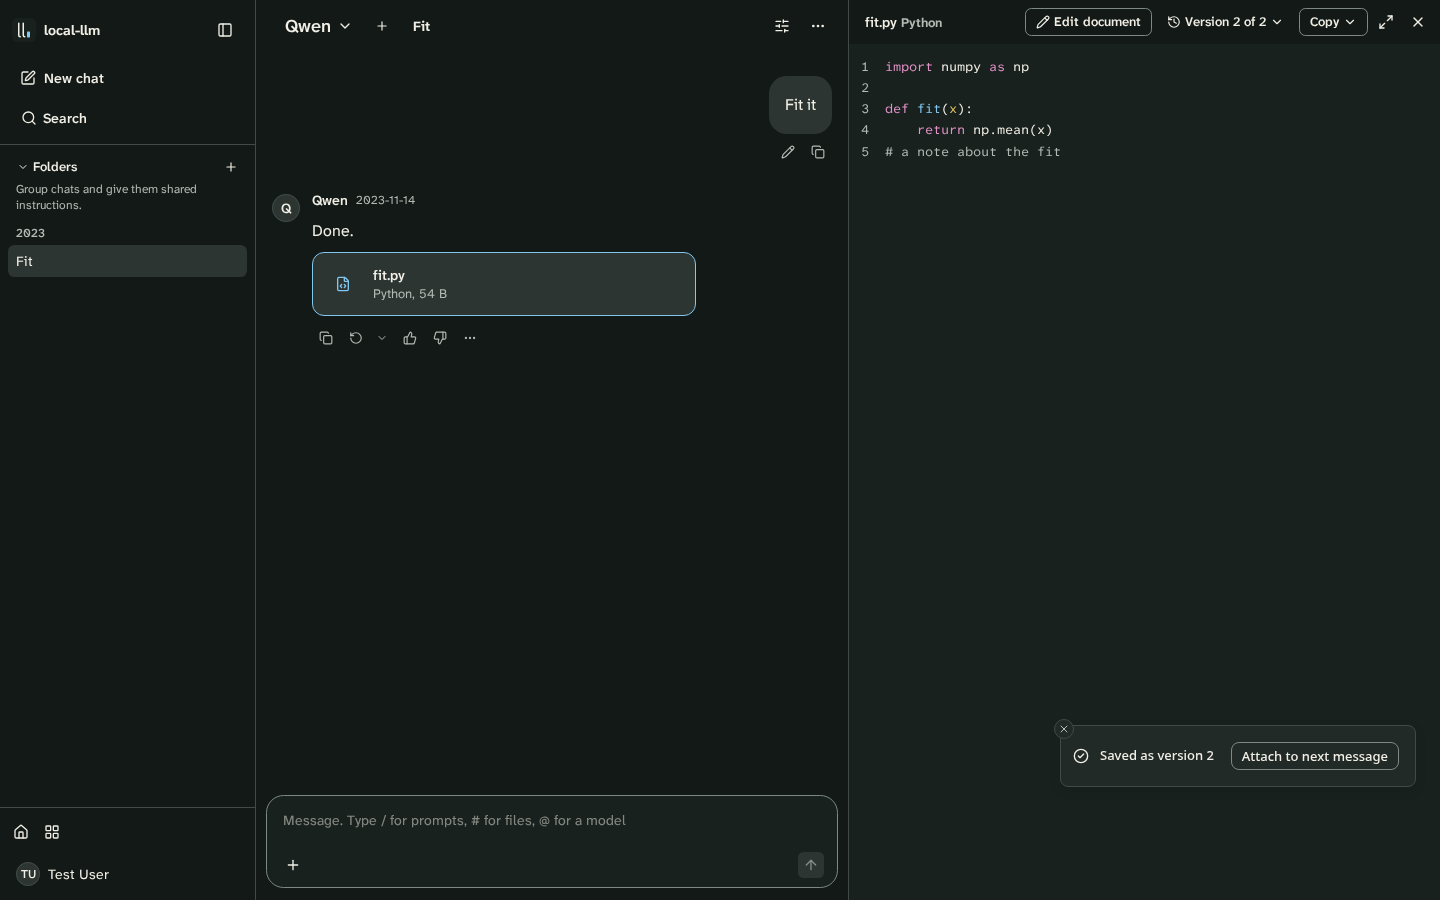 local-llm
New chat
Search
Folders
Group chats and give them shared
instructions.
2023
Fit
TU
Test User
Qwen
Fit
Fit it
Q
Qwen 2023-11-14
Done.
fit.py
Python, 54 B
Message. Type / for prompts, # for files, @ for a model
fit.py Python
Edit document
Version 2 of 2
Copy
1 import numpy as np
2
3 def fit(x):
4     return np.mean(x)
5 # a note about the fit
Saved as version 2
Attach to next message